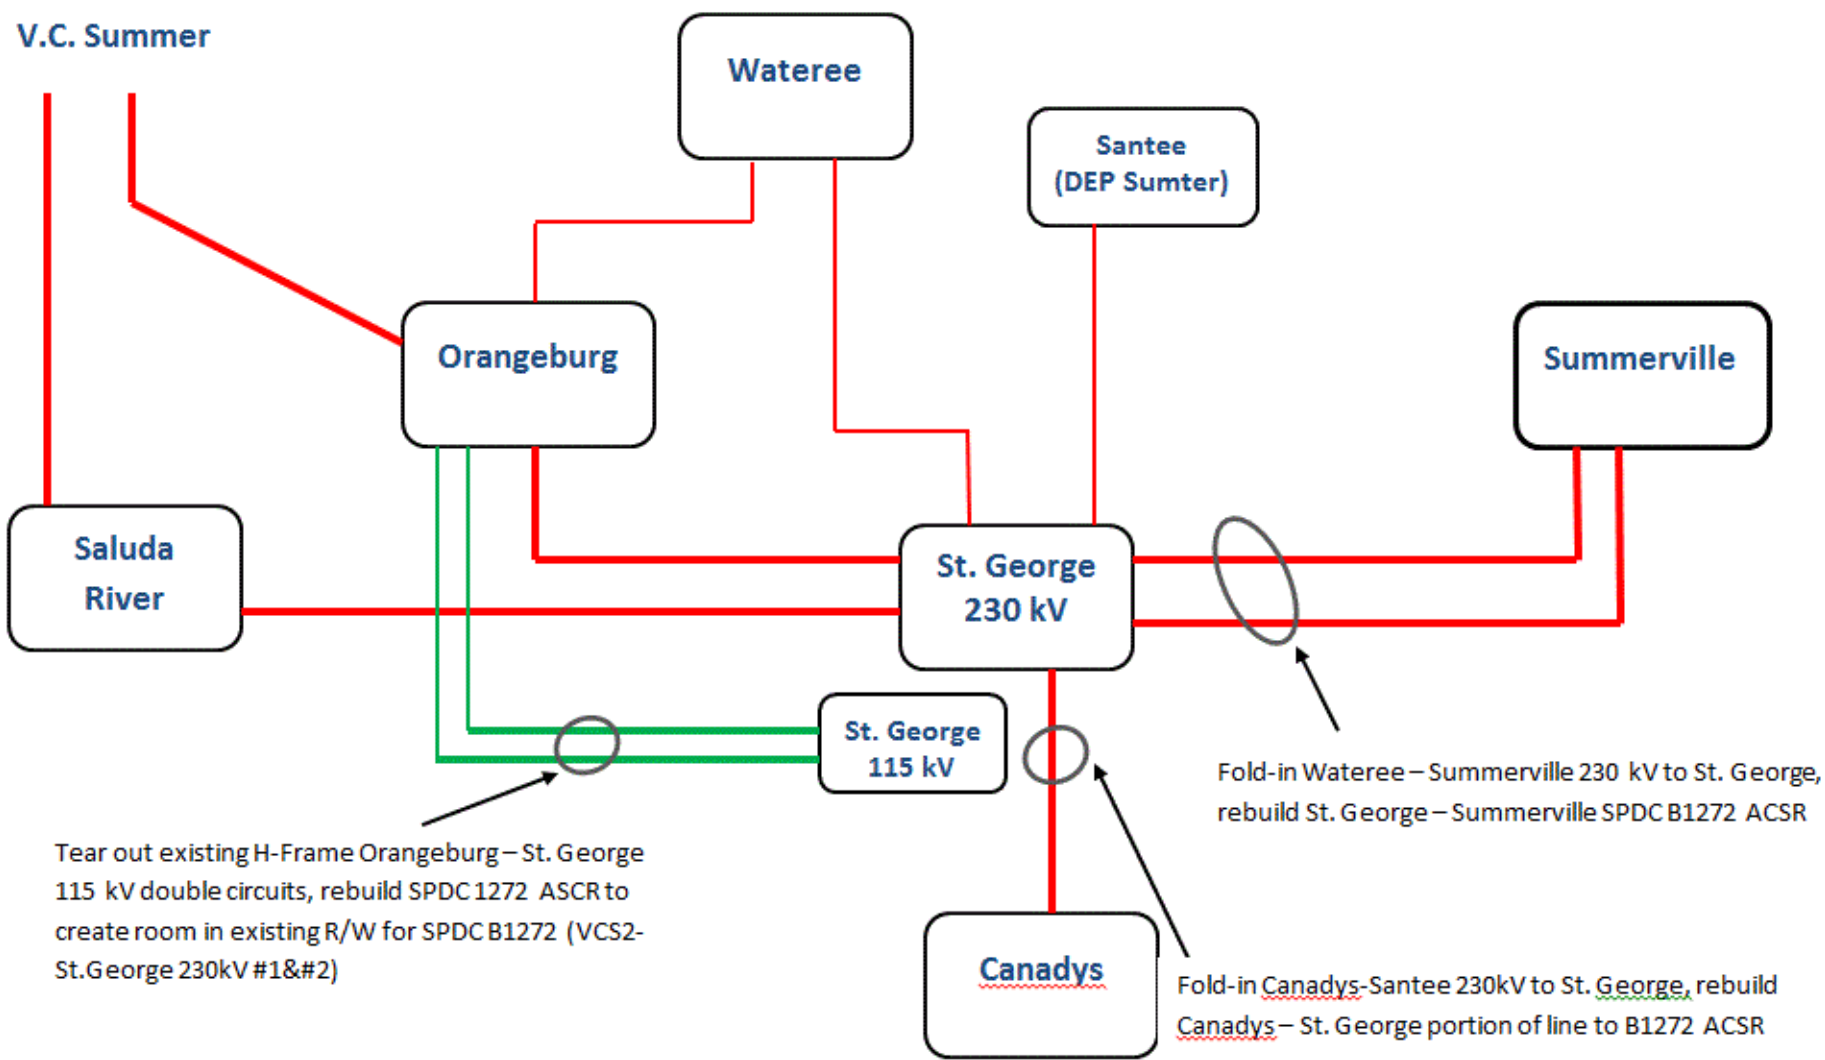 V.C. Summer
Wateree
Santee
(DEP Sumter)
Orangeburg
Summerville
Saluda
River
St. George
230 kV
St. George
115 kV
Fold-in Wateree – Summerville 230 kV to St. George,
rebuild St. George – Summerville SPDC B1272 ACSR
Tear out existing H-Frame Orangeburg – St. George
115 kV double circuits, rebuild SPDC 1272 ASCR to
create room in existing R/W for SPDC B1272 (VCS2-
St.George 230kV #1&#2)
Canadys
Fold-in Canadys-Santee 230kV to St. George, rebuild
Canadys – St. George portion of line to B1272 ACSR